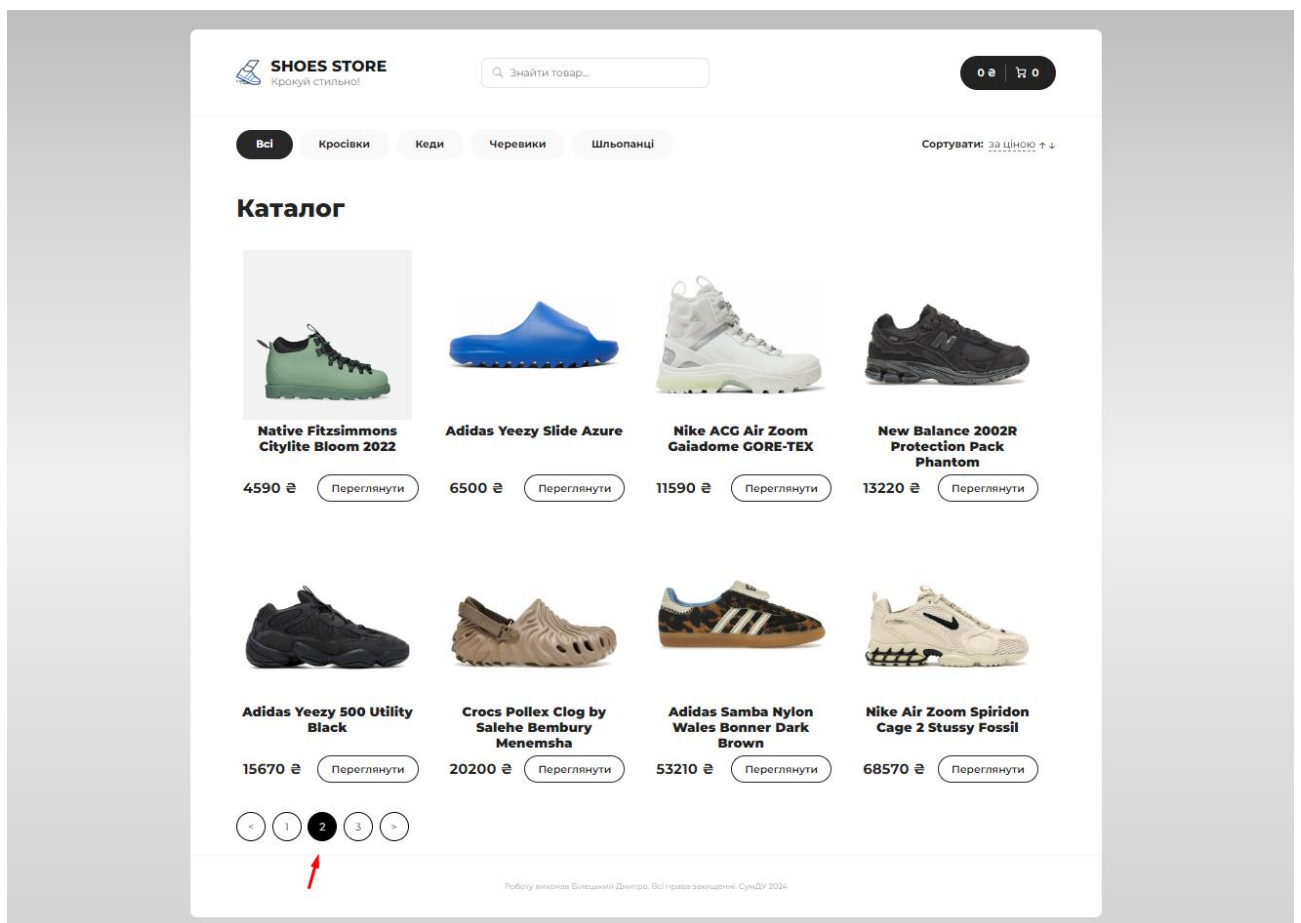 SHOES STORE
Крокуй стильно!
Знайти товар...
0 ₴ 0
Всі Кросівки Кеди Черевики Шльопанці Сортувати: за ціною ↑ ↓
Каталог
Native Fitzsimmons
Citylite Bloom 2022
Adidas Yeezy Slide Azure
Nike ACG Air Zoom
Gaiadome GORE-TEX
New Balance 2002R
Protection Pack
Phantom
4590 ₴ Переглянути 6500 ₴ Переглянути 11590 ₴ Переглянути 13220 ₴ Переглянути
Adidas Yeezy 500 Utility
Black
Crocs Pollex Clog by
Salehe Bembury
Menemsha
Adidas Samba Nylon
Wales Bonner Dark
Brown
Nike Air Zoom Spiridon
Cage 2 Stussy Fossil
15670 ₴ Переглянути 20200 ₴ Переглянути 53210 ₴ Переглянути 68570 ₴ Переглянути
< 1 2 3 >
Роботу виконав Білецький Дмитро. Всі права захищенні. СумДУ 2024